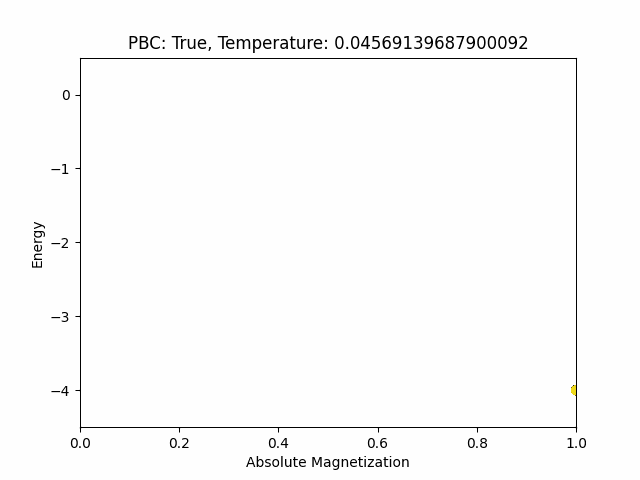 PBC: True, Temperature: 0.04569139687900092
0
−1
−2
−3
−4
Energy
0.0 0.2 0.4 0.6 0.8 1.0
Absolute Magnetization